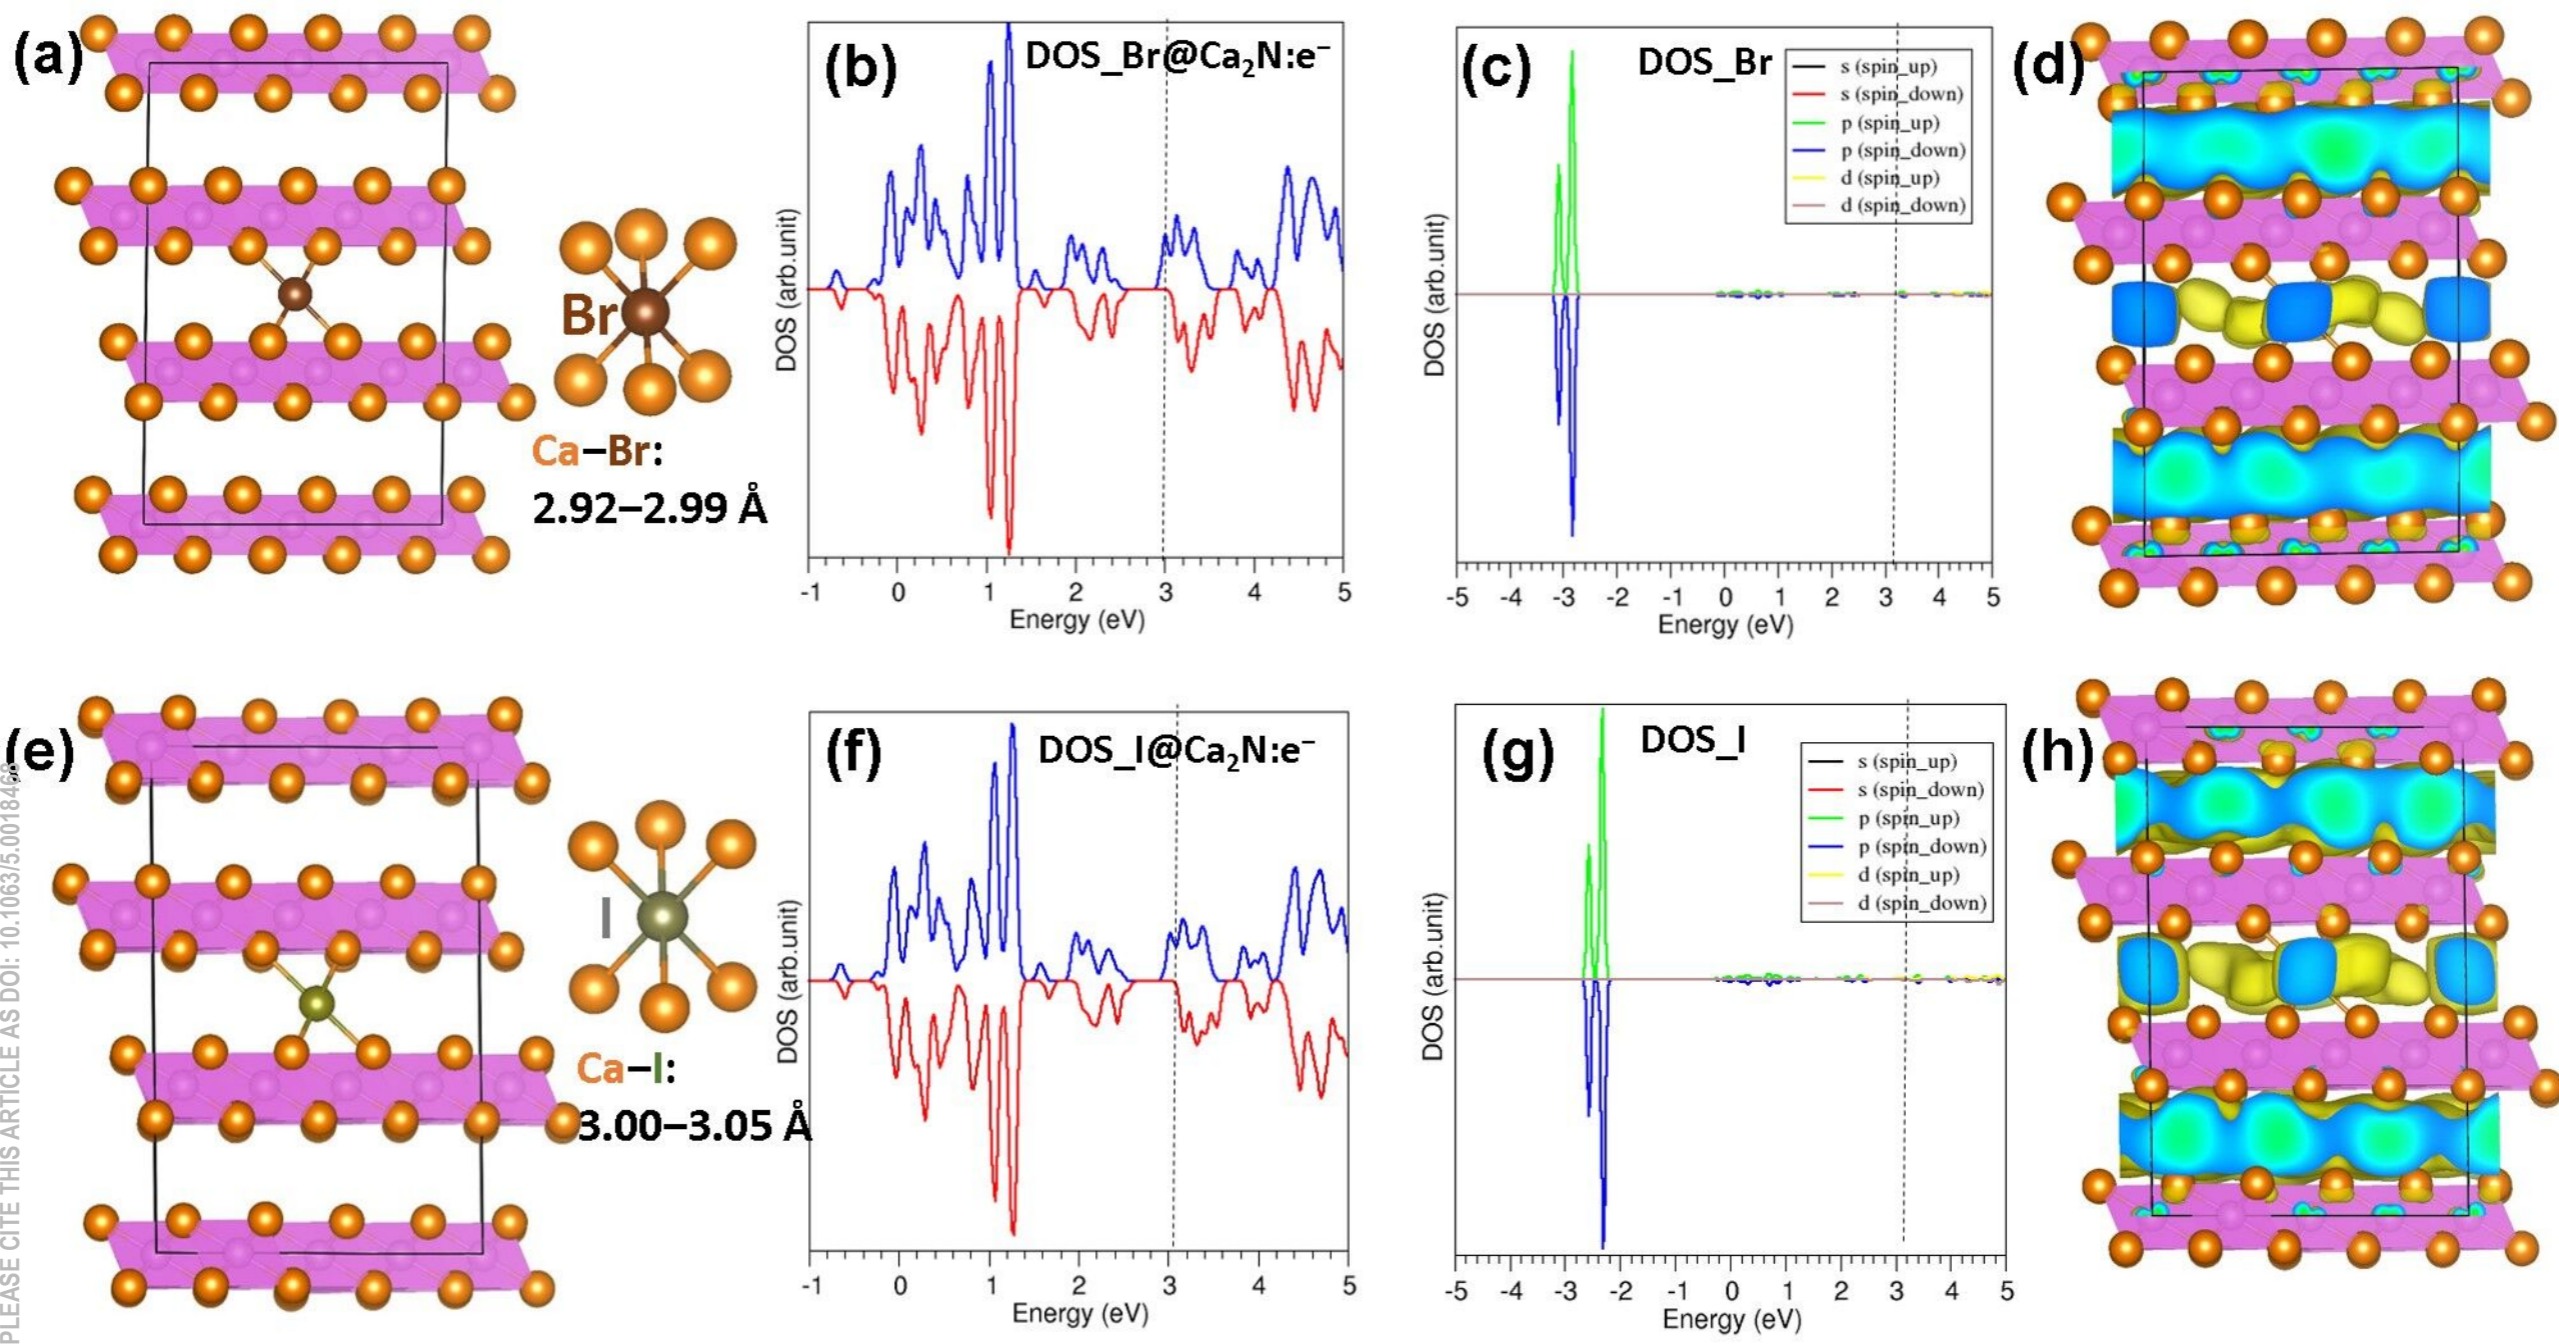 (a)
Br
Ca–Br:
2.92–2.99 Å
(b)
DOS_Br@Ca₂N:e⁻
DOS (arb.unit)
-1 0 1 2 3 4 5
Energy (eV)
(c)
DOS_Br
s (spin_up)
s (spin_down)
p (spin_up)
p (spin_down)
d (spin_up)
d (spin_down)
DOS (arb.unit)
-5 -4 -3 -2 -1 0 1 2 3 4 5
Energy (eV)
(d)
(e)
I
Ca–I:
3.00–3.05 Å
(f)
DOS_I@Ca₂N:e⁻
DOS (arb.unit)
-1 0 1 2 3 4 5
Energy (eV)
(g)
DOS_I
s (spin_up)
s (spin_down)
p (spin_up)
p (spin_down)
d (spin_up)
d (spin_down)
DOS (arb.unit)
-5 -4 -3 -2 -1 0 1 2 3 4 5
Energy (eV)
(h)
PLEASE CITE THIS ARTICLE AS DOI: 10.1063/5.0018468